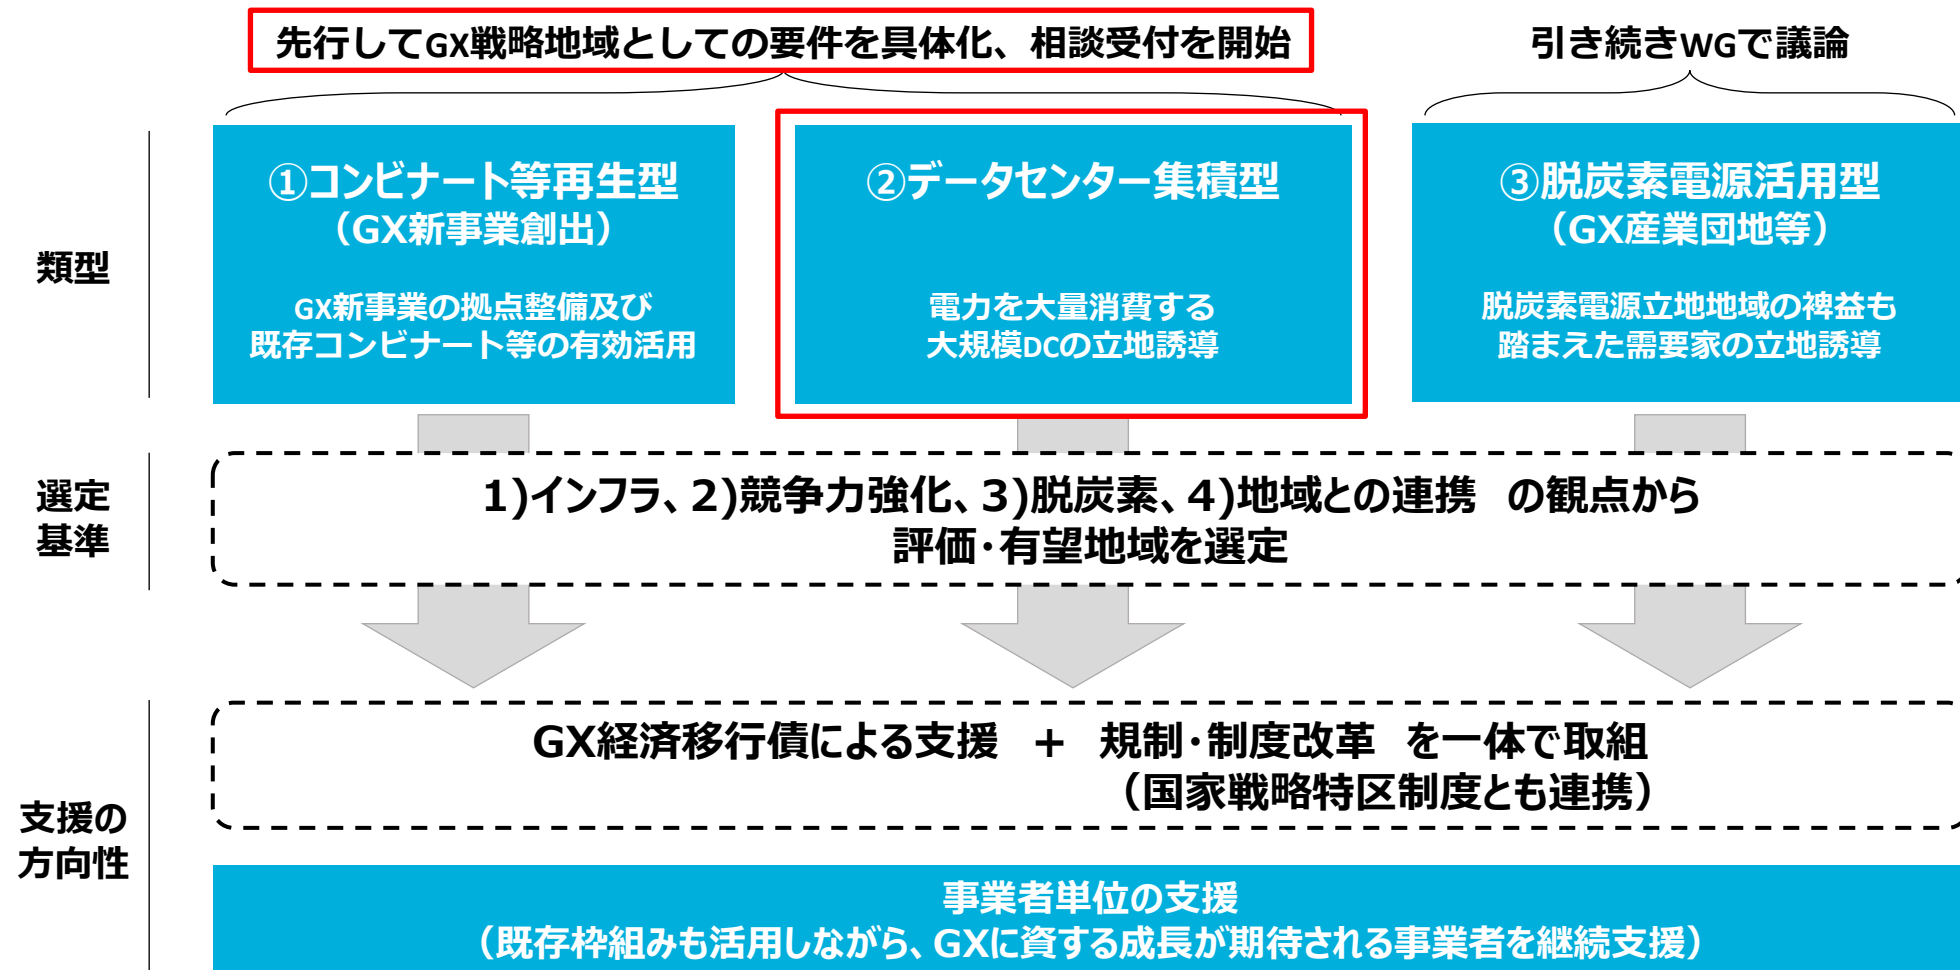 先行してGX戦略地域としての要件を具体化、相談受付を開始
引き続きWGで議論
類型
①コンビナート等再生型
（GX新事業創出）
GX新事業の拠点整備及び
既存コンビナート等の有効活用
②データセンター集積型
電力を大量消費する
大規模DCの立地誘導
③脱炭素電源活用型
（GX産業団地等）
脱炭素電源立地地域の裨益も
踏まえた需要家の立地誘導
選定
基準
1)インフラ、2)競争力強化、3)脱炭素、4)地域との連携　の観点から
評価・有望地域を選定
支援の
方向性
GX経済移行債による支援　+　規制・制度改革　を一体で取組
（国家戦略特区制度とも連携）
事業者単位の支援
（既存枠組みも活用しながら、GXに資する成長が期待される事業者を継続支援）